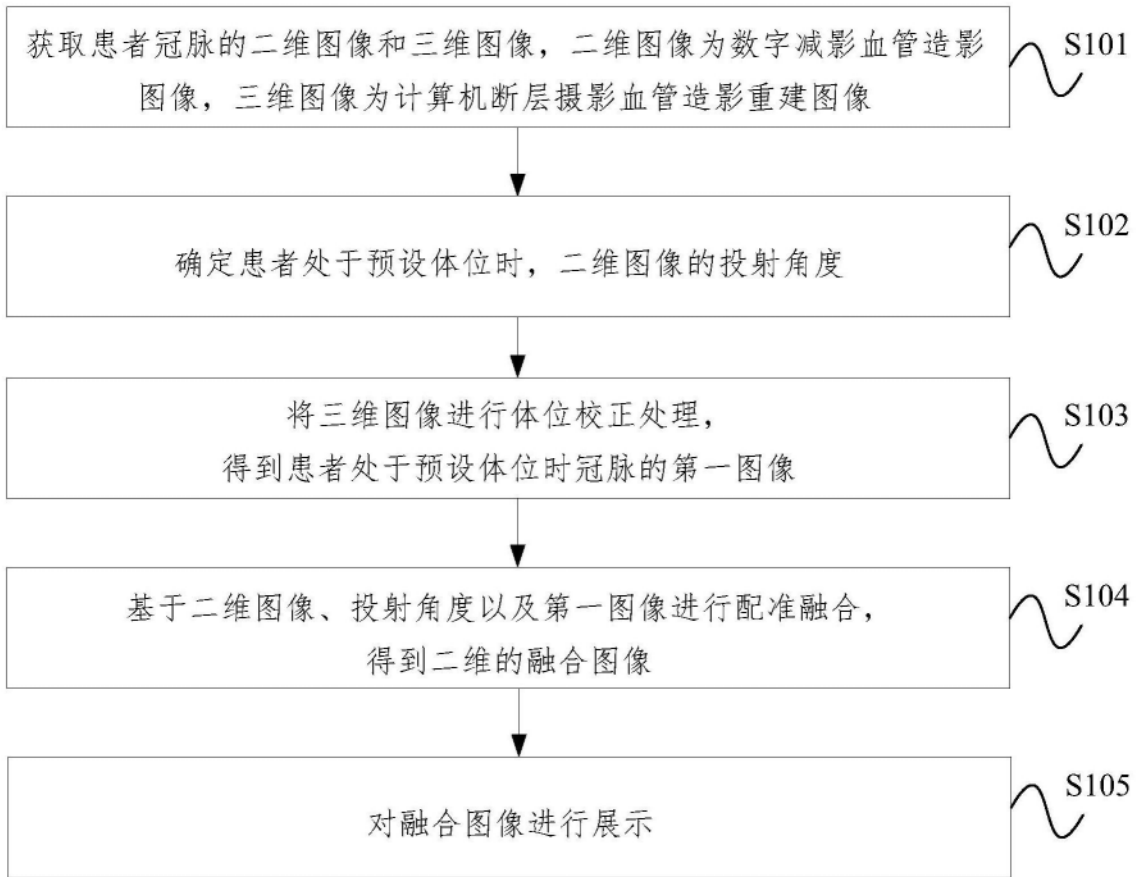 获取患者冠脉的二维图像和三维图像，二维图像为数字减影血管造影
图像，三维图像为计算机断层摄影血管造影重建图像
S101
确定患者处于预设体位时，二维图像的投射角度
S102
将三维图像进行体位校正处理，
得到患者处于预设体位时冠脉的第一图像
S103
基于二维图像、投射角度以及第一图像进行配准融合，
得到二维的融合图像
S104
对融合图像进行展示
S105